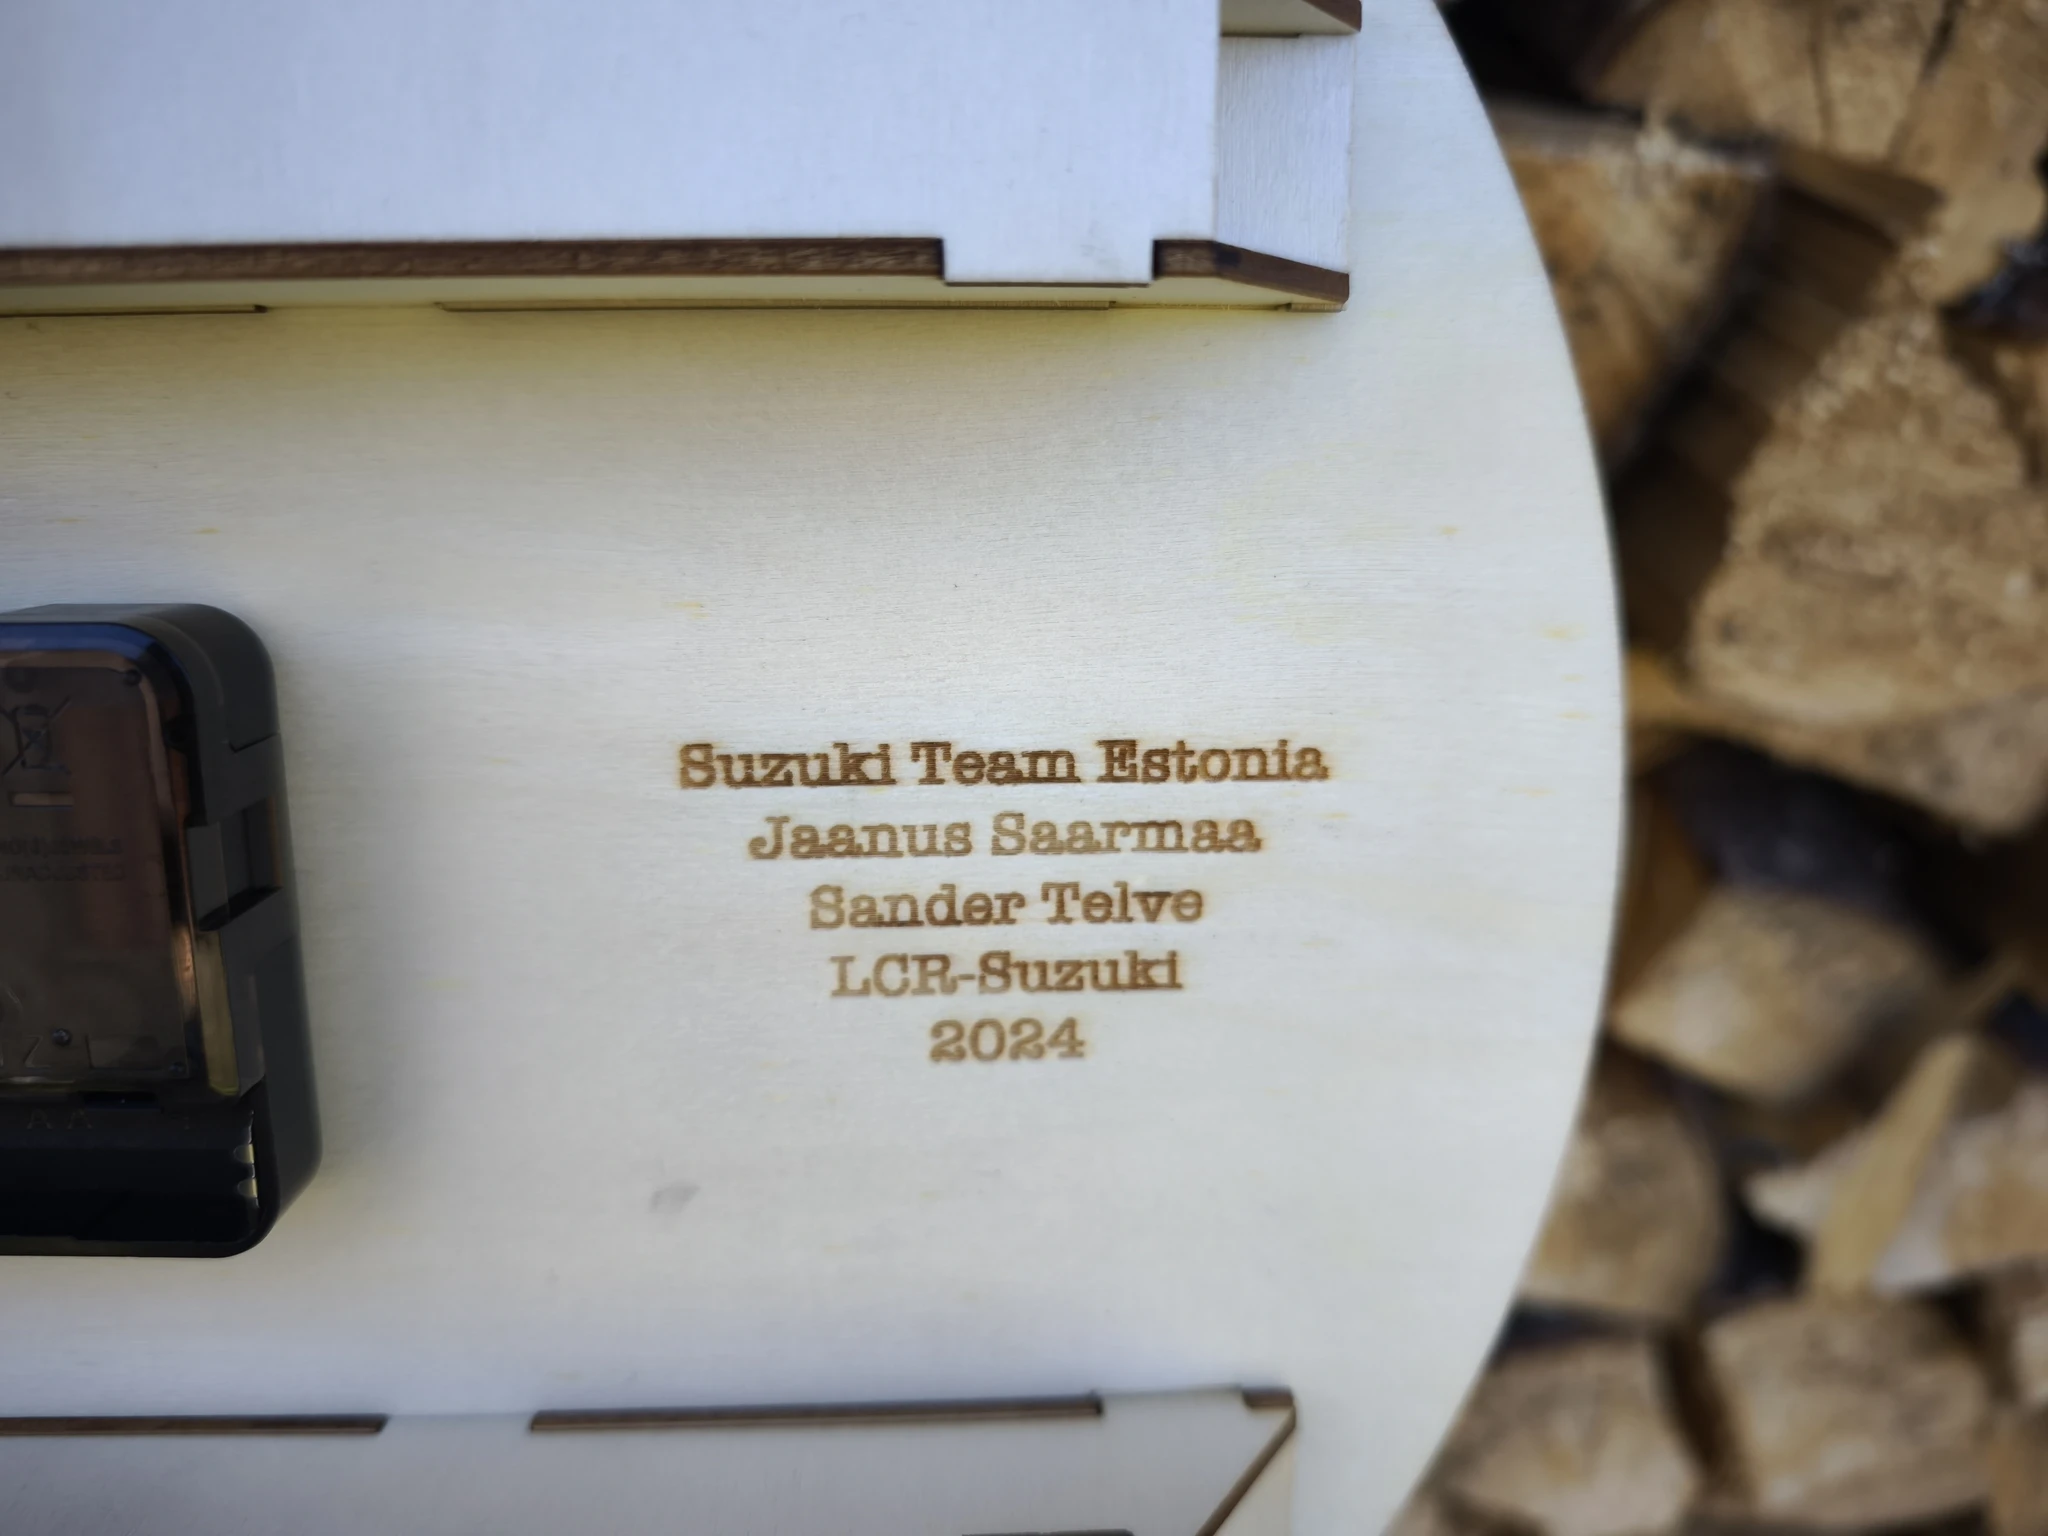 Suzuki Team Estonia
Jaanus Saarmaa
Sander Telve
LCR-Suzuki
2024